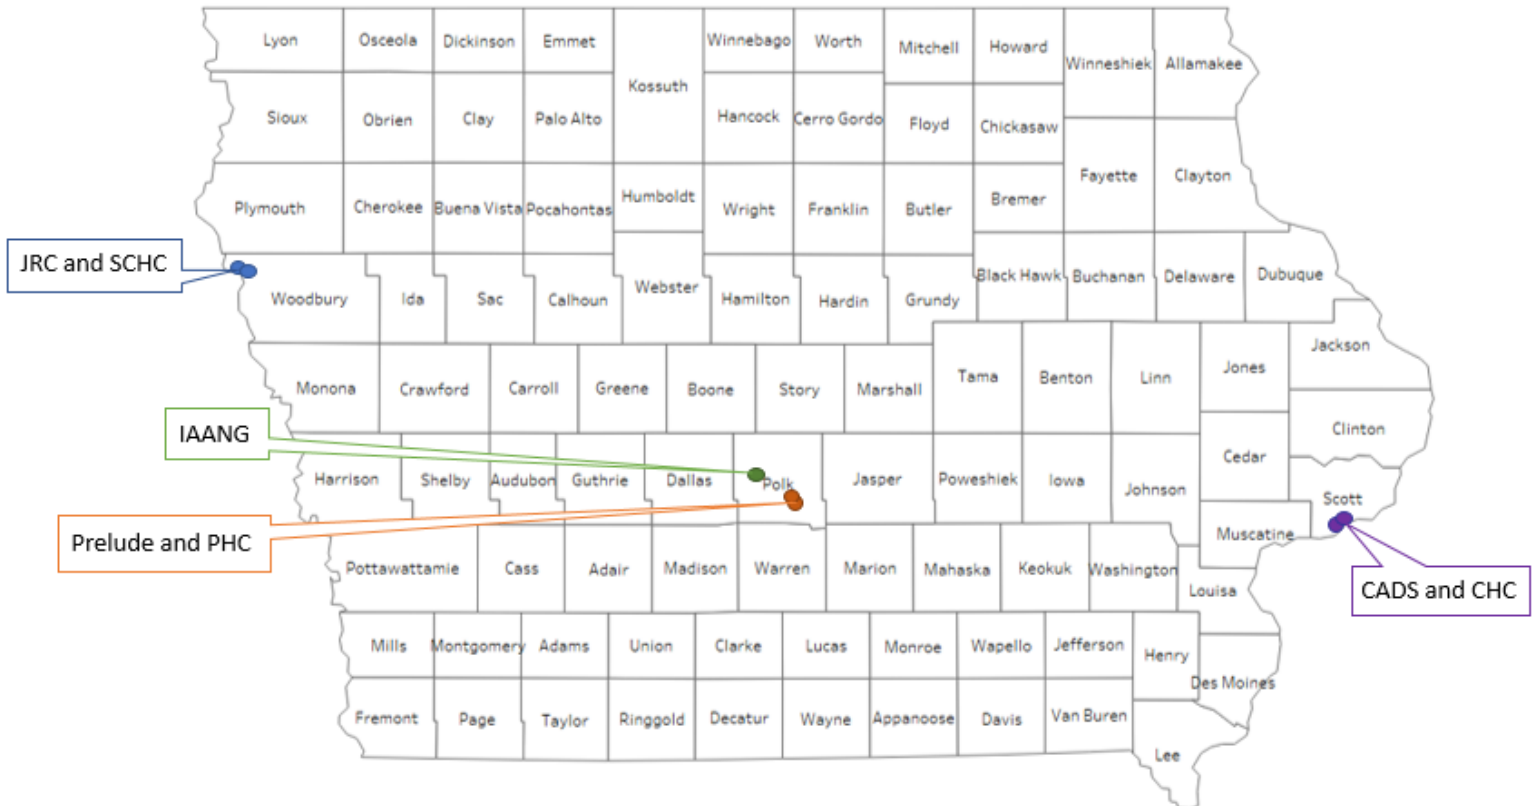 Lyon Osceola Dickinson Emmet Winnebago Worth Mitchell Howard
Winneshiek Allamakee
Kossuth
Sioux Obrien Clay Palo Alto Hancock Cerro Gordo Floyd Chickasaw
Fayette Clayton
Plymouth Cherokee Buena Vista Pocahontas Humboldt Wright Franklin Butler Bremer
JRC and SCHC
Woodbury Ida Sac Calhoun Webster Hamilton Hardin Grundy Black Hawk Buchanan Delaware Dubuque
Jackson
Monona Crawford Carroll Greene Boone Story Marshall Tama Benton Linn Jones
IAANG
Clinton
Harrison Shelby Audubon Guthrie Dallas Polk Jasper Poweshiek Iowa Johnson Cedar
Scott
Prelude and PHC
Muscatine
Pottawattamie Cass Adair Madison Warren Marion Mahaska Keokuk Washington
Louisa
CADS and CHC
Mills Montgomery Adams Union Clarke Lucas Monroe Wapello Jefferson Henry
Des Moines
Fremont Page Taylor Ringgold Decatur Wayne Appanoose Davis Van Buren
Lee